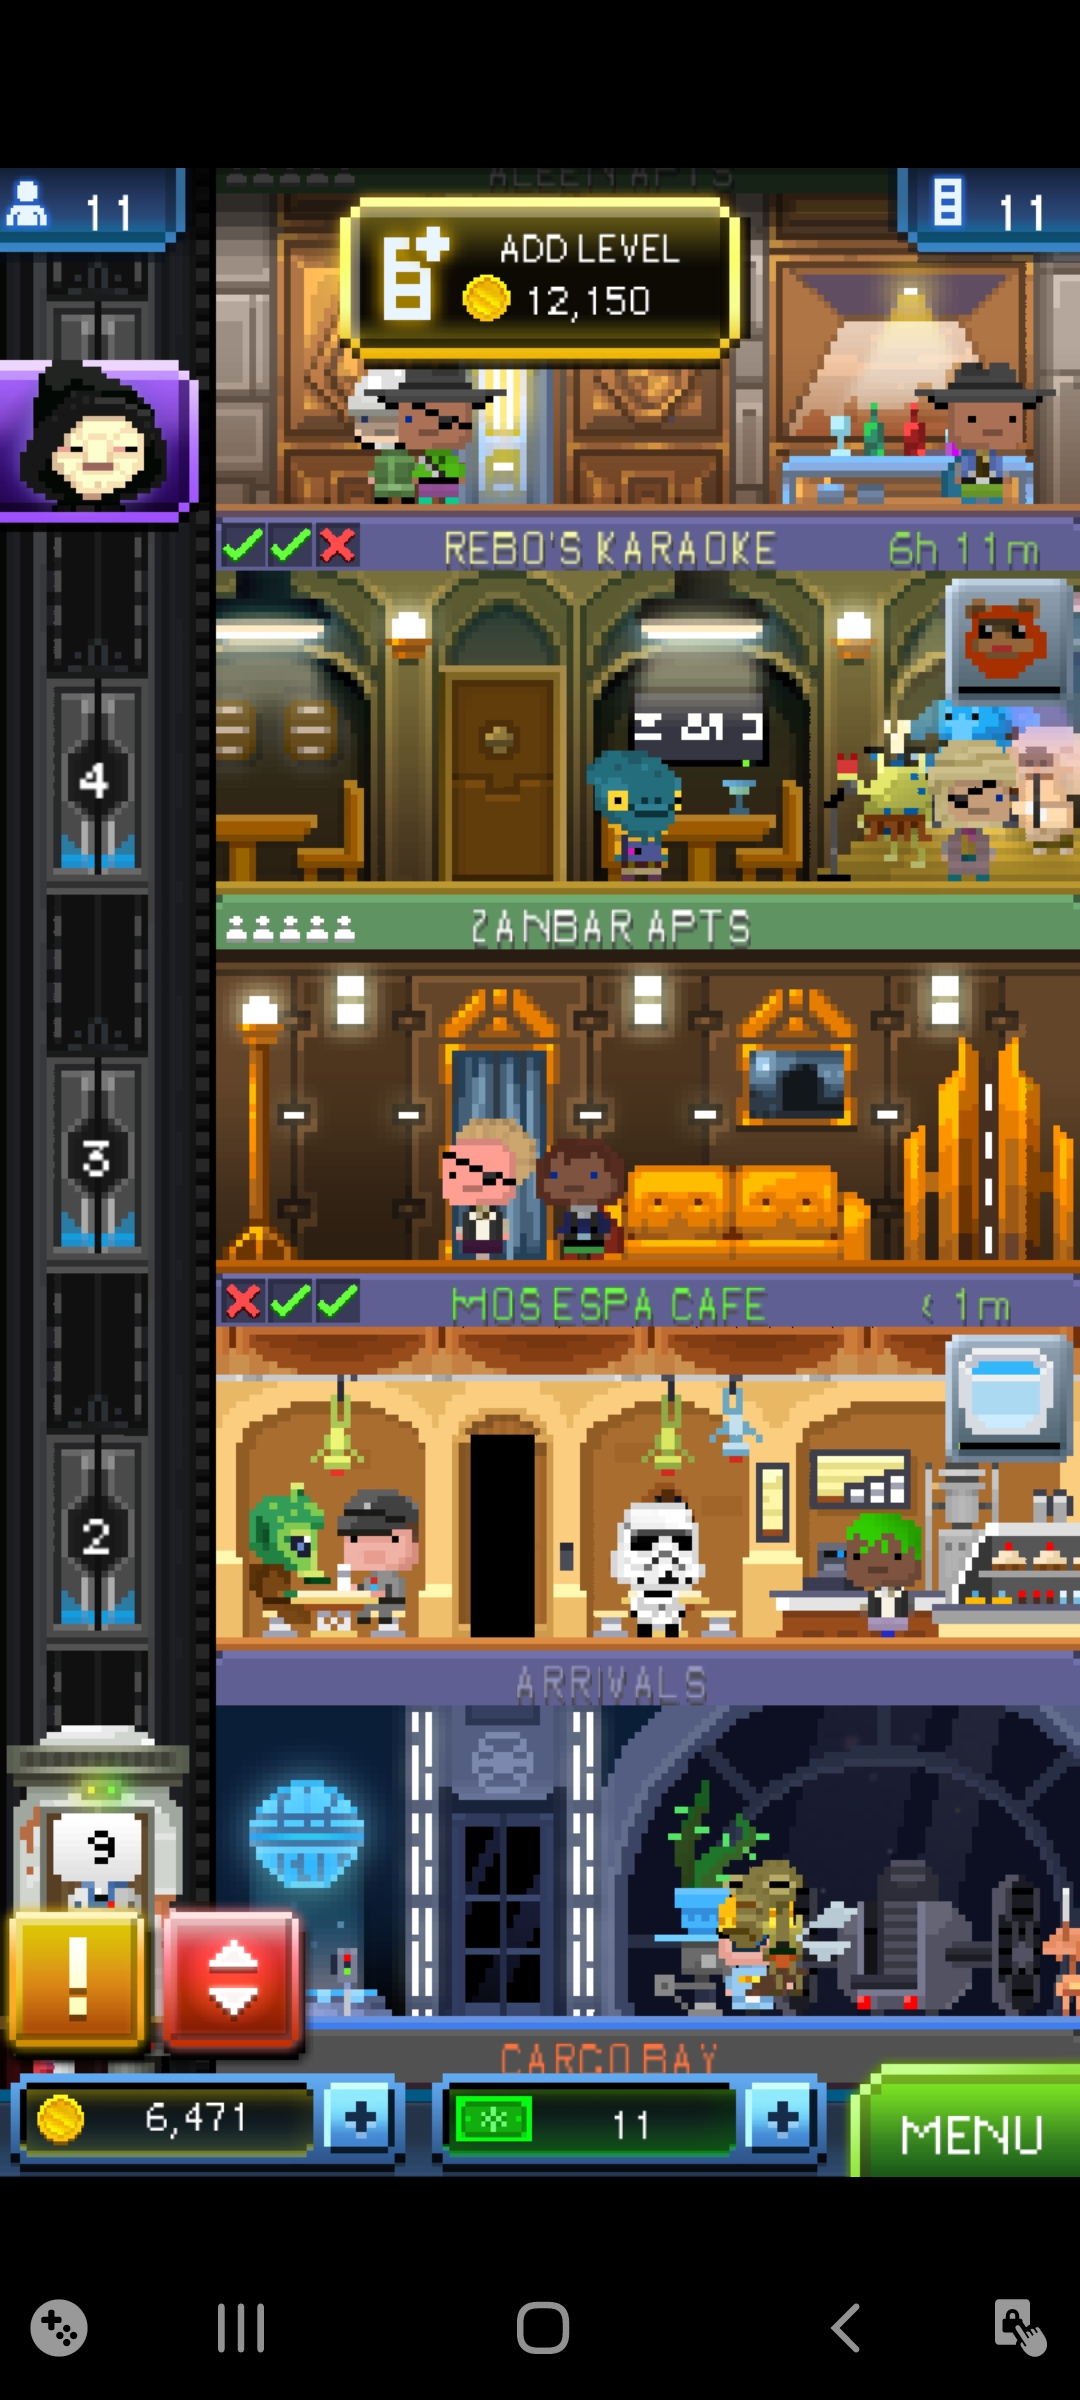 ALEEN APTS
11
11
ADD LEVEL
12,150
REBO'S KARAOKE 6h 11m
4
ZANBAR APTS
3
MOS ESPA CAFE < 1m
2
ARRIVALS
9
!
CARGO BAY
6,471
11
MENU